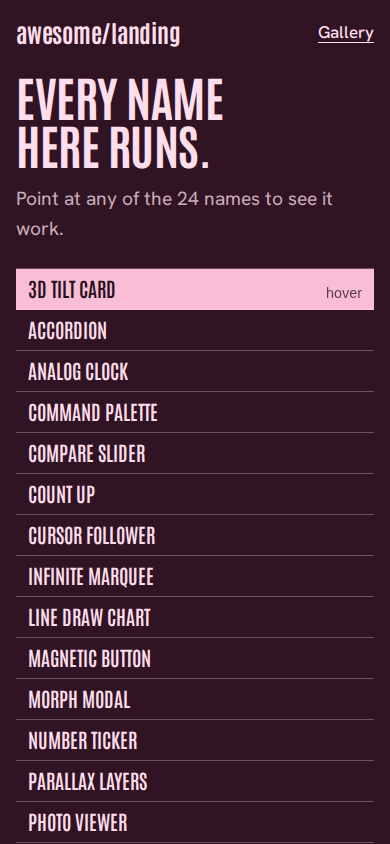 awesome/landing
Gallery
EVERY NAME
HERE RUNS.
Point at any of the 24 names to see it
work.
3D TILT CARD
hover
ACCORDION
ANALOG CLOCK
COMMAND PALETTE
COMPARE SLIDER
COUNT UP
CURSOR FOLLOWER
INFINITE MARQUEE
LINE DRAW CHART
MAGNETIC BUTTON
MORPH MODAL
NUMBER TICKER
PARALLAX LAYERS
PHOTO VIEWER